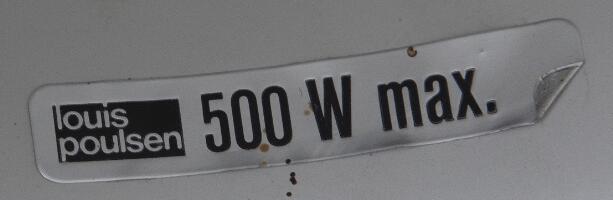 louis
poulsen
500 W max.